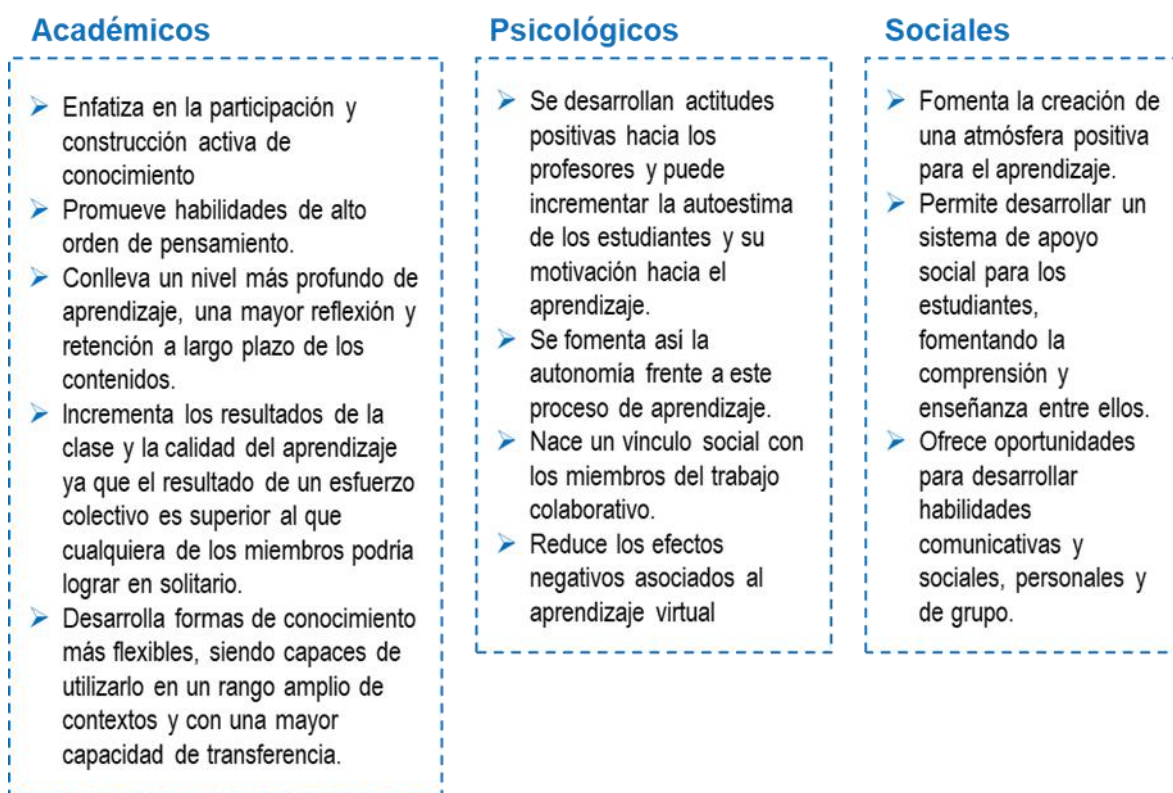 Académicos
Enfatiza en la participación y
construcción activa de
conocimiento
Promueve habilidades de alto
orden de pensamiento.
Conlleva un nivel más profundo de
aprendizaje, una mayor reflexión y
retención a largo plazo de los
contenidos.
Incrementa los resultados de la
clase y la calidad del aprendizaje
ya que el resultado de un esfuerzo
colectivo es superior al que
cualquiera de los miembros podría
lograr en solitario.
Desarrolla formas de conocimiento
más flexibles, siendo capaces de
utilizarlo en un rango amplio de
contextos y con una mayor
capacidad de transferencia.
Psicológicos
Se desarrollan actitudes
positivas hacia los
profesores y puede
incrementar la autoestima
de los estudiantes y su
motivación hacia el
aprendizaje.
Se fomenta así la
autonomía frente a este
proceso de aprendizaje.
Nace un vínculo social con
los miembros del trabajo
colaborativo.
Reduce los efectos
negativos asociados al
aprendizaje virtual
Sociales
Fomenta la creación de
una atmósfera positiva
para el aprendizaje.
Permite desarrollar un
sistema de apoyo
social para los
estudiantes,
fomentando la
comprensión y
enseñanza entre ellos.
Ofrece oportunidades
para desarrollar
habilidades
comunicativas y
sociales, personales y
de grupo.